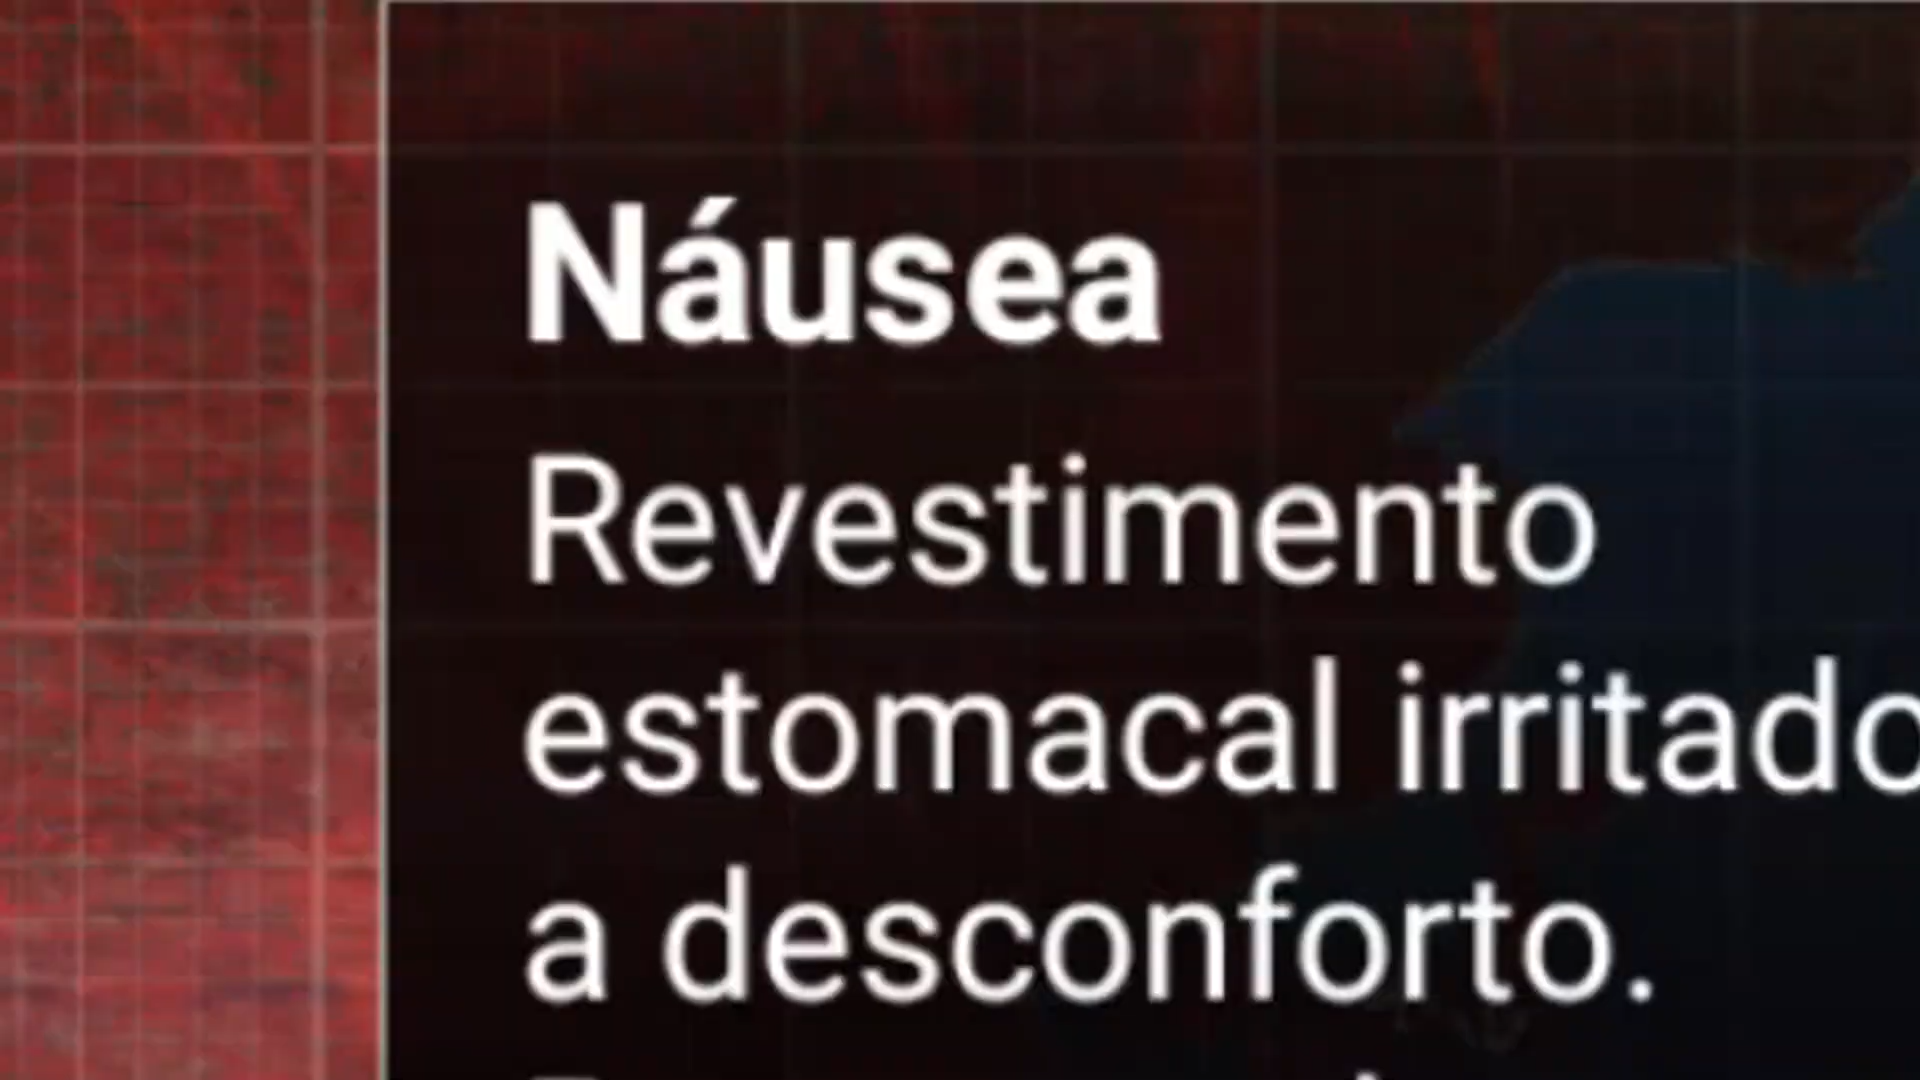 Náusea
Revestimento
estomacal irritado
a desconforto.